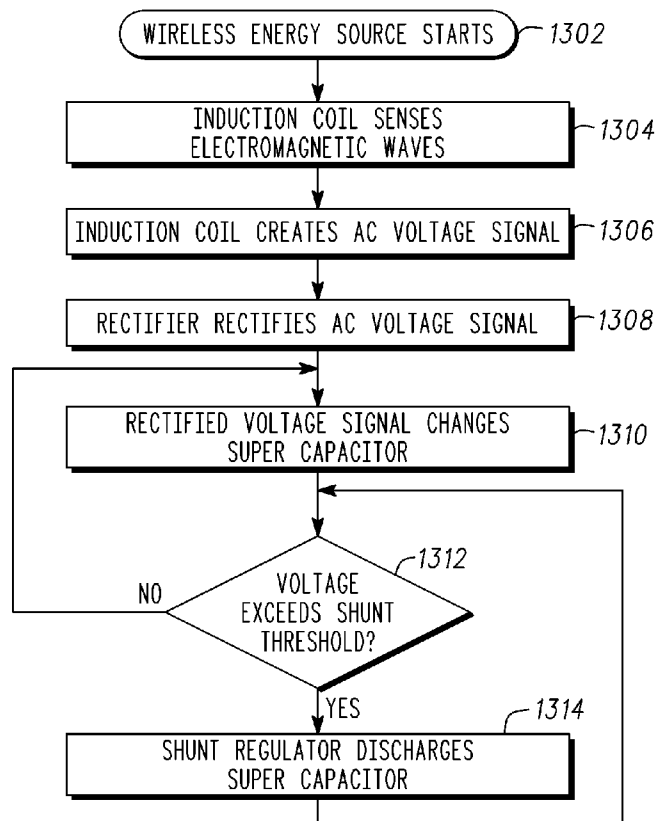 WIRELESS ENERGY SOURCE STARTS 1302
INDUCTION COIL SENSES
ELECTROMAGNETIC WAVES
1304
INDUCTION COIL CREATES AC VOLTAGE SIGNAL 1306
RECTIFIER RECTIFIES AC VOLTAGE SIGNAL 1308
RECTIFIED VOLTAGE SIGNAL CHANGES
SUPER CAPACITOR
1310
1312
VOLTAGE
EXCEEDS SHUNT
THRESHOLD?
NO
YES
1314
SHUNT REGULATOR DISCHARGES
SUPER CAPACITOR